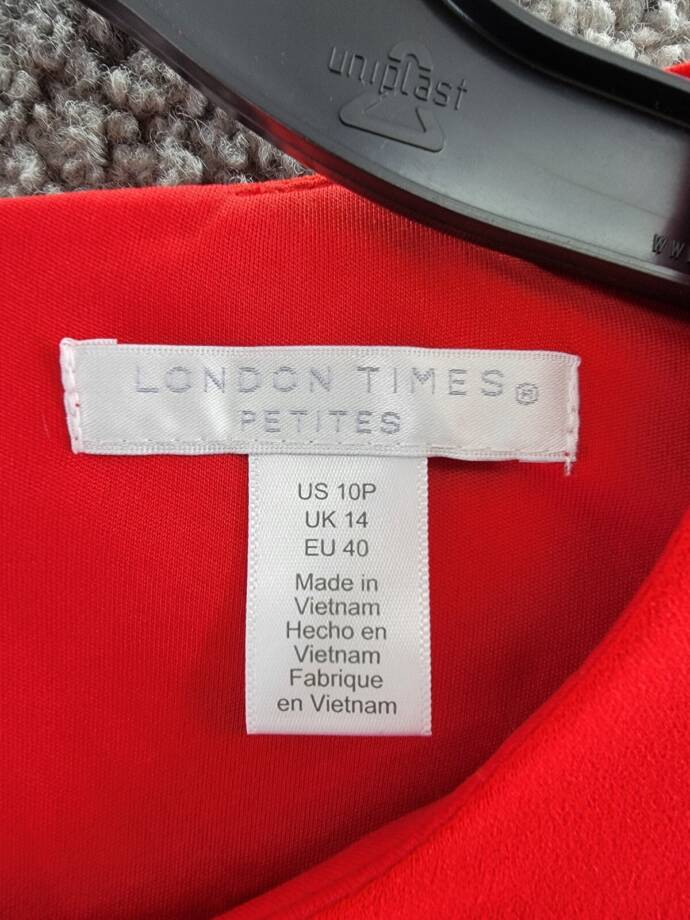 uniplast
LONDON TIMES®
PETITES
US 10P
UK 14
EU 40
Made in
Vietnam
Hecho en
Vietnam
Fabrique
en Vietnam